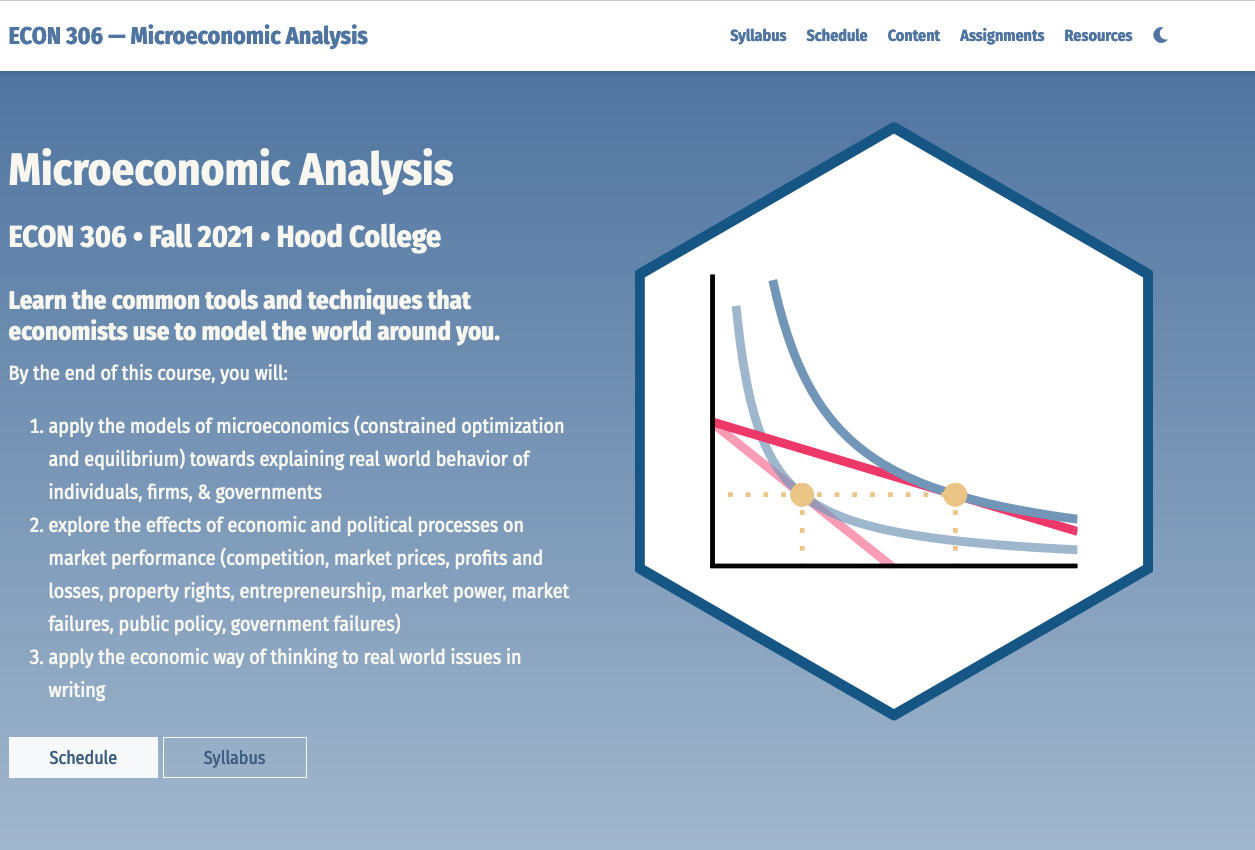 ECON 306 — Microeconomic Analysis
Syllabus Schedule Content Assignments Resources
Microeconomic Analysis
ECON 306 • Fall 2021 • Hood College
Learn the common tools and techniques that
economists use to model the world around you.
By the end of this course, you will:
1. apply the models of microeconomics (constrained optimization
and equilibrium) towards explaining real world behavior of
individuals, firms, & governments
2. explore the effects of economic and political processes on
market performance (competition, market prices, profits and
losses, property rights, entrepreneurship, market power, market
failures, public policy, government failures)
3. apply the economic way of thinking to real world issues in
writing
Schedule Syllabus